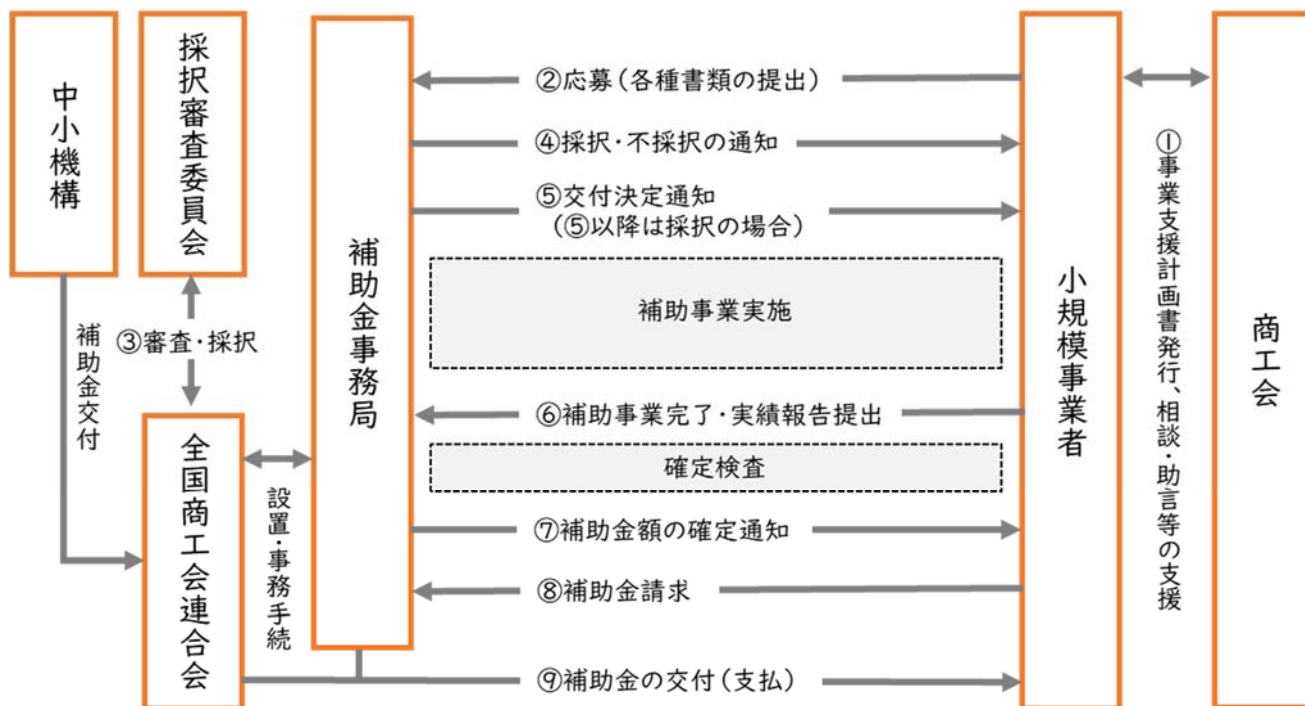 中小機構
採択審査委員会
補助金事務局
小規模事業者
商工会
②応募(各種書類の提出)
④採択・不採択の通知
⑤交付決定通知
(⑤以降は採択の場合)
補助事業実施
⑥補助事業完了・実績報告提出
確定検査
⑦補助金額の確定通知
⑧補助金請求
⑨補助金の交付(支払)
①事業支援計画書発行、相談・助言等の支援
③審査・採択
補助金交付
全国商工会連合会
設置・事務手続